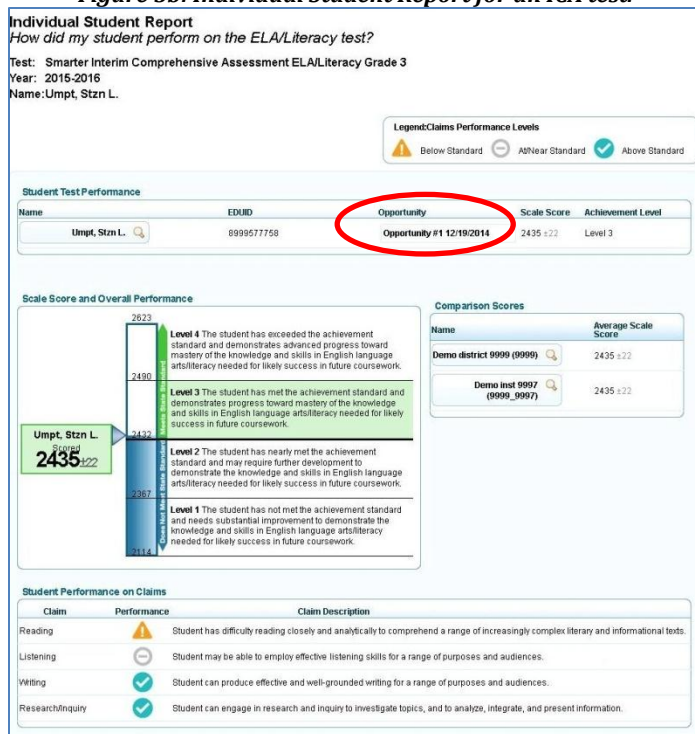 Figure 5b: Individual Student Report for an ICA test.
Individual Student Report
How did my student perform on the ELA/Literacy test?
Test: Smarter Interim Comprehensive Assessment ELA/Literacy Grade 3
Year: 2015-2016
Name:Umpt, Stzn L.
Legend:Claims Performance Levels
Below Standard At/Near Standard Above Standard
Student Test Performance
Name EDUID Opportunity Scale Score Achievement Level
Umpt, Stzn L. 8999577758 Opportunity #1 12/19/2014 2435 ±22 Level 3
Scale Score and Overall Performance
2623
Level 4 The student has exceeded the achievement
standard and demonstrates advanced progress toward
mastery of the knowledge and skills in English language
arts/literacy needed for likely success in future coursework.
2490
Level 3 The student has met the achievement standard and
demonstrates progress toward mastery of the knowledge
and skills in English language arts/literacy needed for likely
success in future coursework.
Meets State Standard
Umpt, Stzn L.
Scored
2435±22
2432
Level 2 The student has nearly met the achievement
standard and may require further development to
demonstrate the knowledge and skills in English language
arts/literacy needed for likely success in future coursework.
2367
Level 1 The student has not met the achievement standard
and needs substantial improvement to demonstrate the
knowledge and skills in English language arts/literacy
needed for likely success in future coursework.
Does Not Meet State Standard
2114
Comparison Scores
Name Average Scale
Score
Demo district 9999 (9999) 2435 ±22
Demo inst 9997
(9999_9997) 2435 ±22
Student Performance on Claims
Claim Performance Claim Description
Reading Student has difficulty reading closely and analytically to comprehend a range of increasingly complex literary and informational texts.
Listening Student may be able to employ effective listening skills for a range of purposes and audiences.
Writing Student can produce effective and well-grounded writing for a range of purposes and audiences.
Research/Inquiry Student can engage in research and inquiry to investigate topics, and to analyze, integrate, and present information.